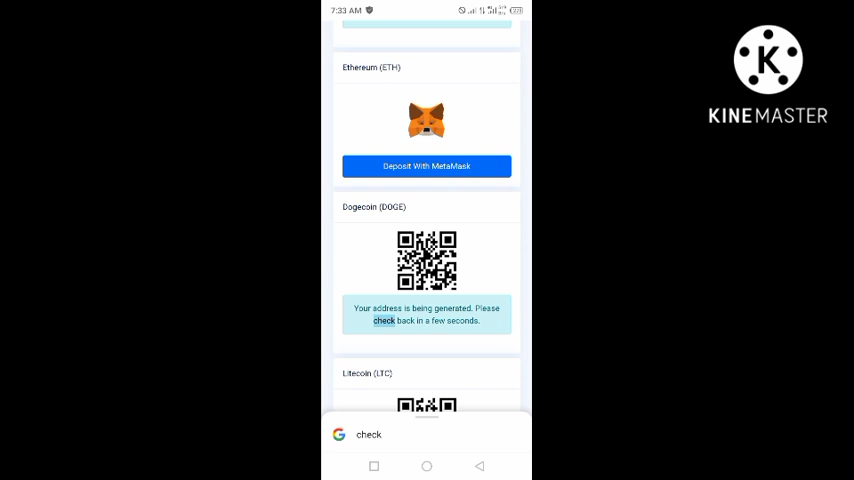 7:33 AM
Ethereum (ETH)
KINEMASTER
Deposit With MetaMask
Dogecoin (DOGE)
Your address is being generated. Please
check back in a few seconds.
Litecoin (LTC)
check